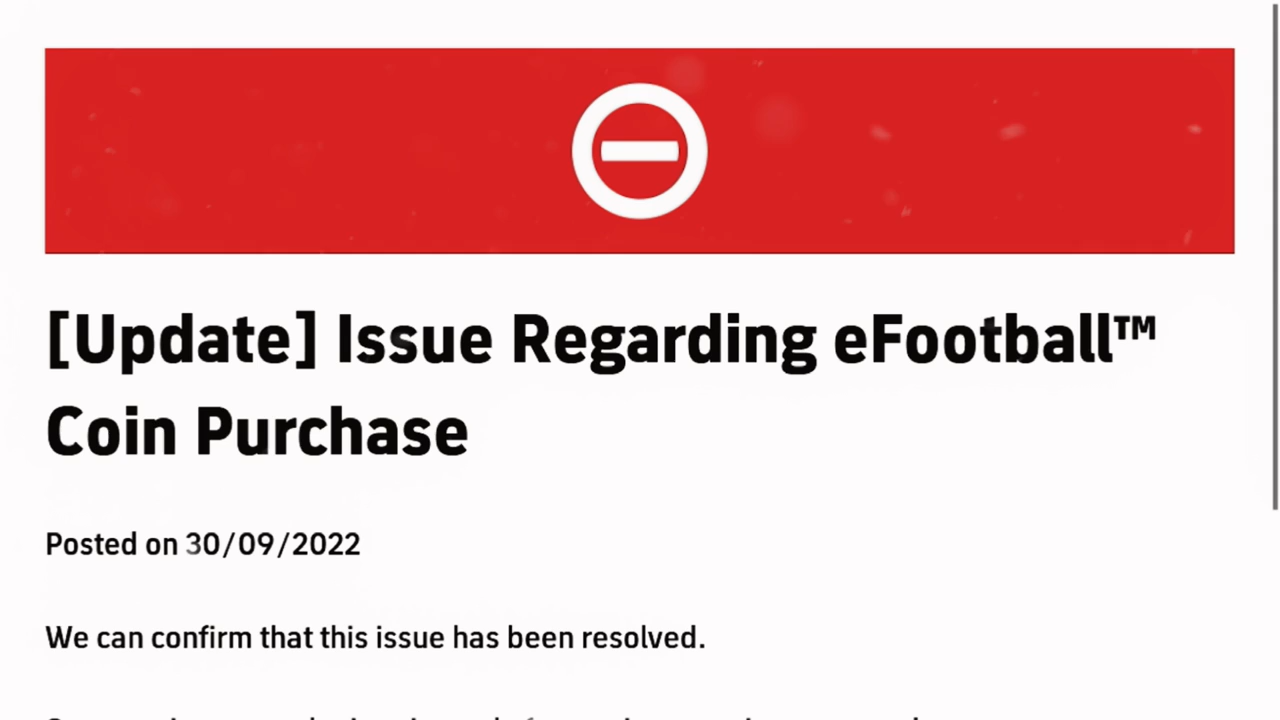 [Update] Issue Regarding eFootball™
Coin Purchase
Posted on 30/09/2022
We can confirm that this issue has been resolved.